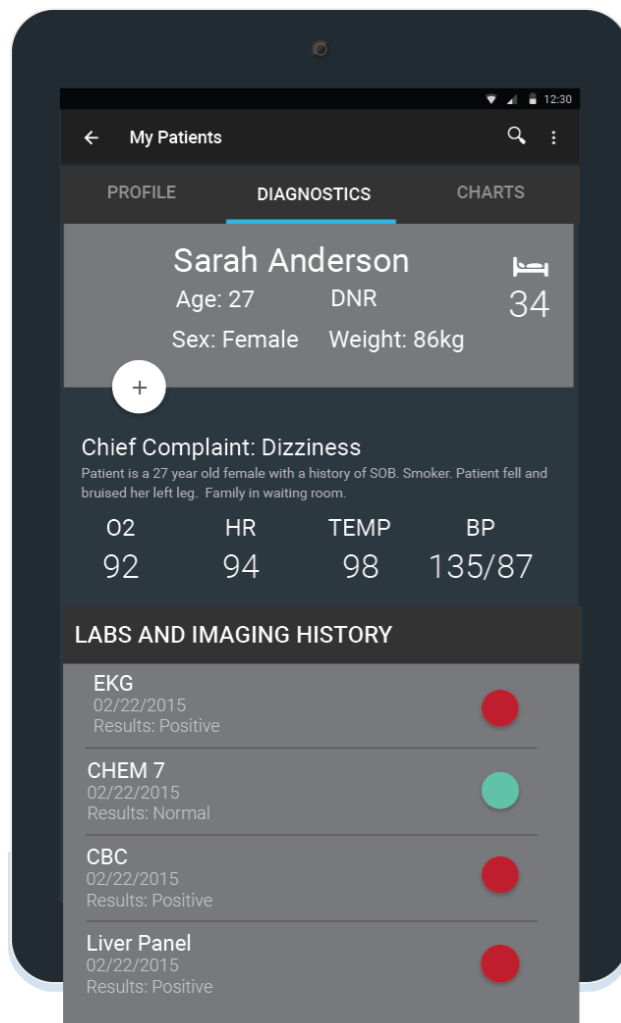 12:30
My Patients
PROFILE DIAGNOSTICS CHARTS
Sarah Anderson
Age: 27 DNR 34
Sex: Female Weight: 86kg
+
Chief Complaint: Dizziness
Patient is a 27 year old female with a history of SOB. Smoker. Patient fell and
bruised her left leg. Family in waiting room.
O2 HR TEMP BP
92 94 98 135/87
LABS AND IMAGING HISTORY
EKG
02/22/2015
Results: Positive
CHEM 7
02/22/2015
Results: Normal
CBC
02/22/2015
Results: Positive
Liver Panel
02/22/2015
Results: Positive